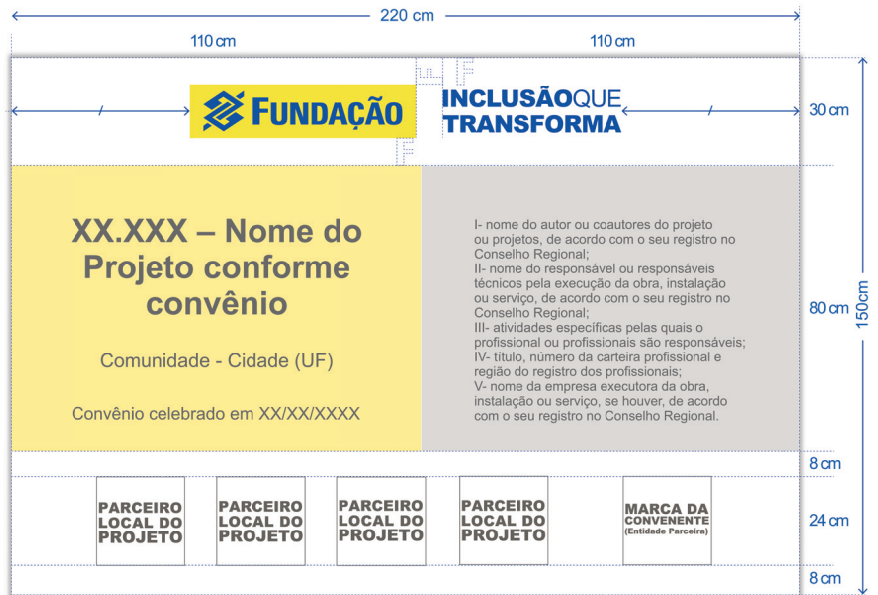 220 cm
110 cm
110 cm
F
F
FUNDAÇÃO
INCLUSÃOQUE
TRANSFORMA
30 cm
F
XX.XXX – Nome do
Projeto conforme
convênio
Comunidade - Cidade (UF)
Convênio celebrado em XX/XX/XXXX
I- nome do autor ou coautores do projeto
ou projetos, de acordo com o seu registro no
Conselho Regional;
II- nome do responsável ou responsáveis
técnicos pela execução da obra, instalação
ou serviço, de acordo com o seu registro no
Conselho Regional;
III- atividades específicas pelas quais o
profissional ou profissionais são responsáveis;
IV- título, número da carteira profissional e
região do registro dos profissionais;
V- nome da empresa executora da obra,
instalação ou serviço, se houver, de acordo
com o seu registro no Conselho Regional.
80 cm
150cm
8 cm
PARCEIRO
LOCAL DO
PROJETO
PARCEIRO
LOCAL DO
PROJETO
PARCEIRO
LOCAL DO
PROJETO
PARCEIRO
LOCAL DO
PROJETO
MARCA DA
CONVENENTE
(Entidade Parceira)
24 cm
8 cm